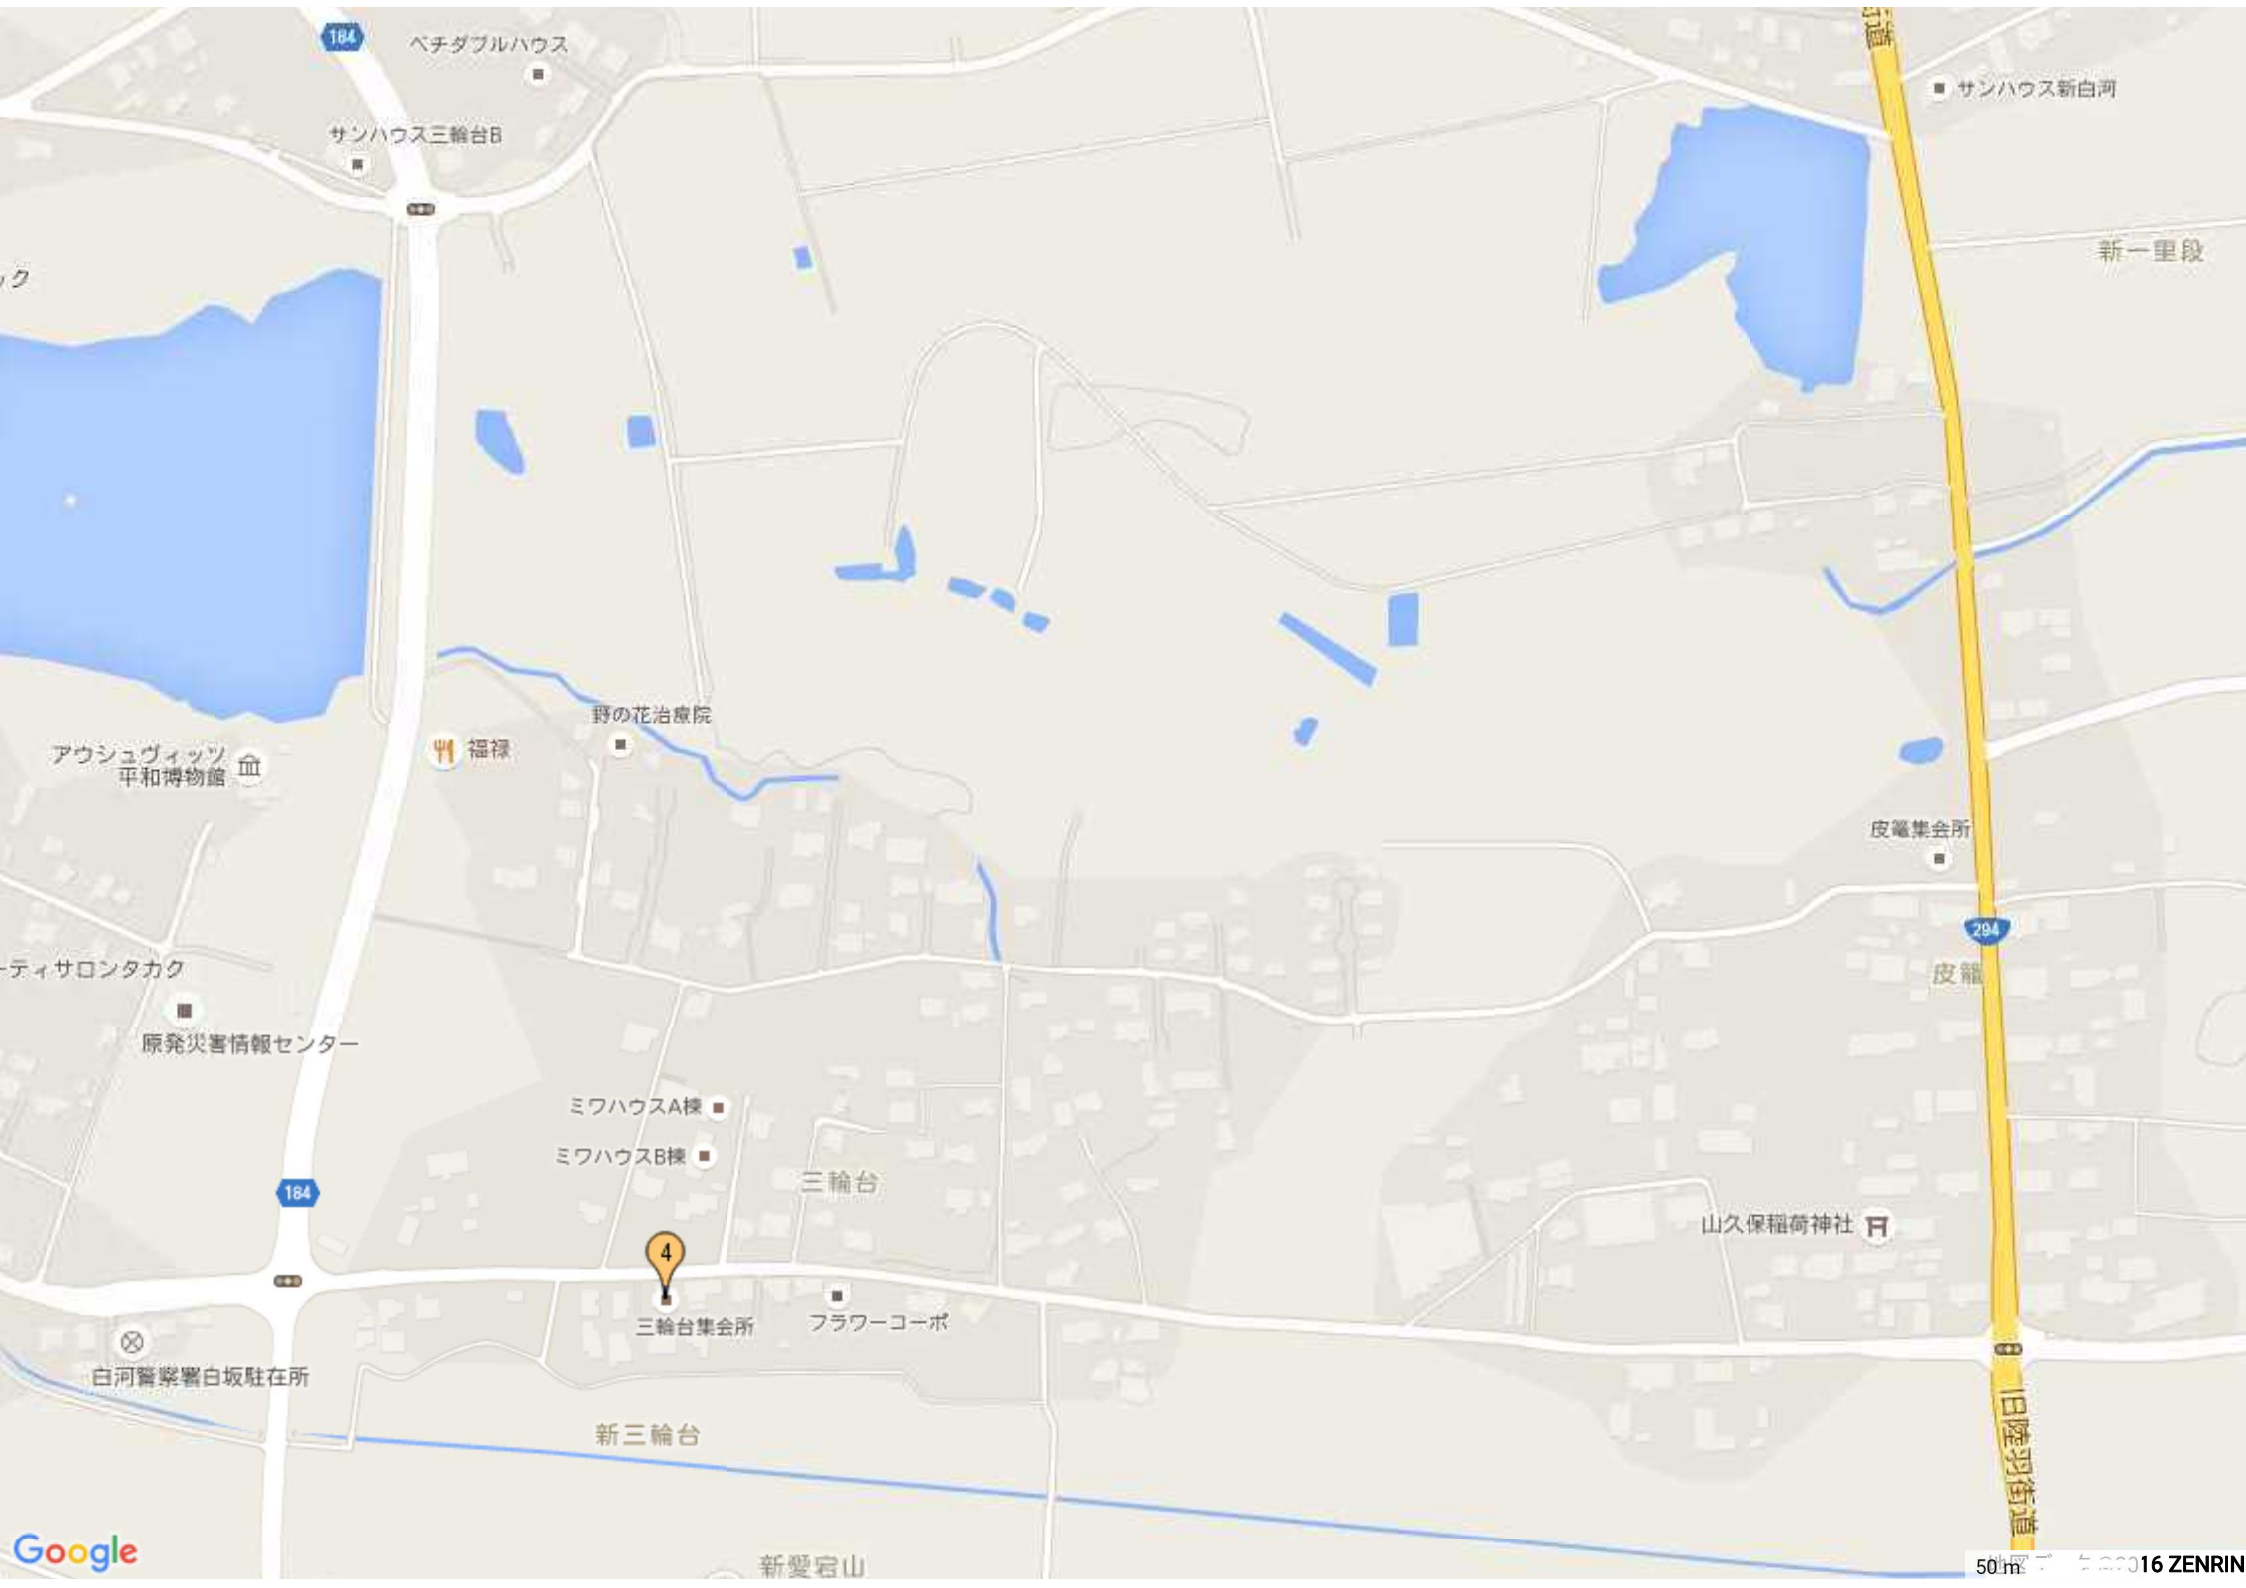 184
ベチダブルハウス
サンハウス三輪台B
サンハウス新白河
新一里段
ック
野の花治療院
福禄
アウシュヴィッツ
平和博物館
皮籠集会所
294
皮籠
ーティサロンタカク
原発災害情報センター
ミワハウスA棟
ミワハウスB棟
三輪台
184
山久保稲荷神社
4
三輪台集会所
フラワーコーポ
白河警察署白坂駐在所
旧陸羽街道
新三輪台
Google
新愛宕山
50 m
16 ZENRIN